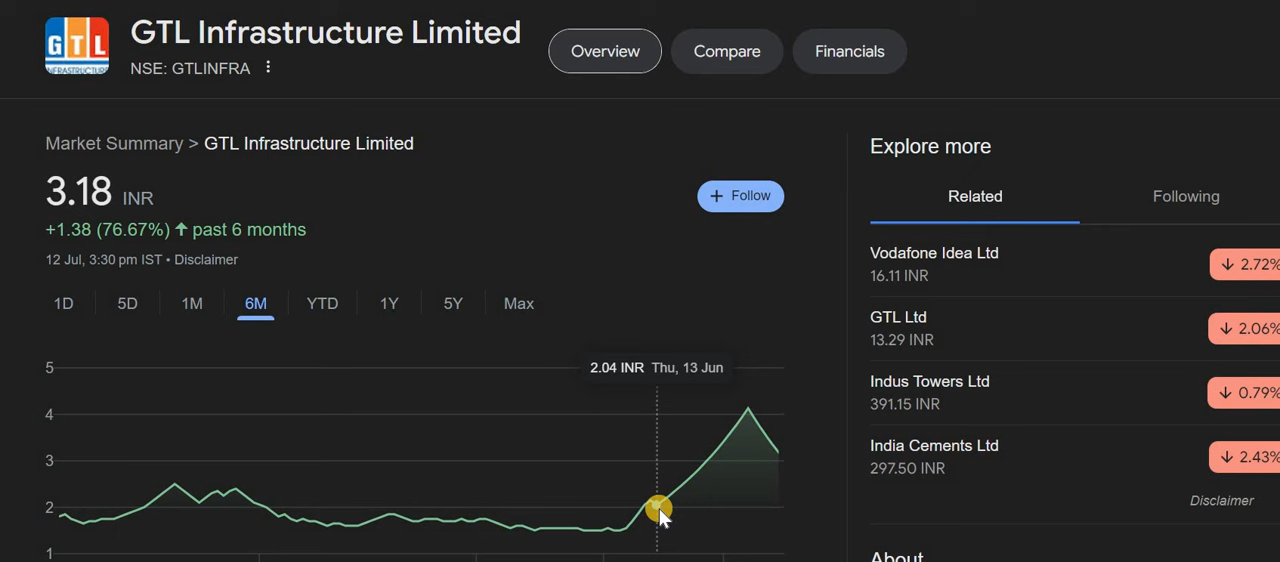 GTL
INFRASTRUCTURE
GTL Infrastructure Limited
NSE: GTLINFRA
Overview
Compare
Financials
Market Summary > GTL Infrastructure Limited
3.18 INR
+ Follow
+1.38 (76.67%) ↑ past 6 months
12 Jul, 3:30 pm IST • Disclaimer
1D 5D 1M 6M YTD 1Y 5Y Max
2.04 INR Thu, 13 Jun
5
4
3
2
1
Explore more
Related Following
Vodafone Idea Ltd
16.11 INR
↓ 2.72%
GTL Ltd
13.29 INR
↓ 2.06%
Indus Towers Ltd
391.15 INR
↓ 0.79%
India Cements Ltd
297.50 INR
↓ 2.43%
Disclaimer
About